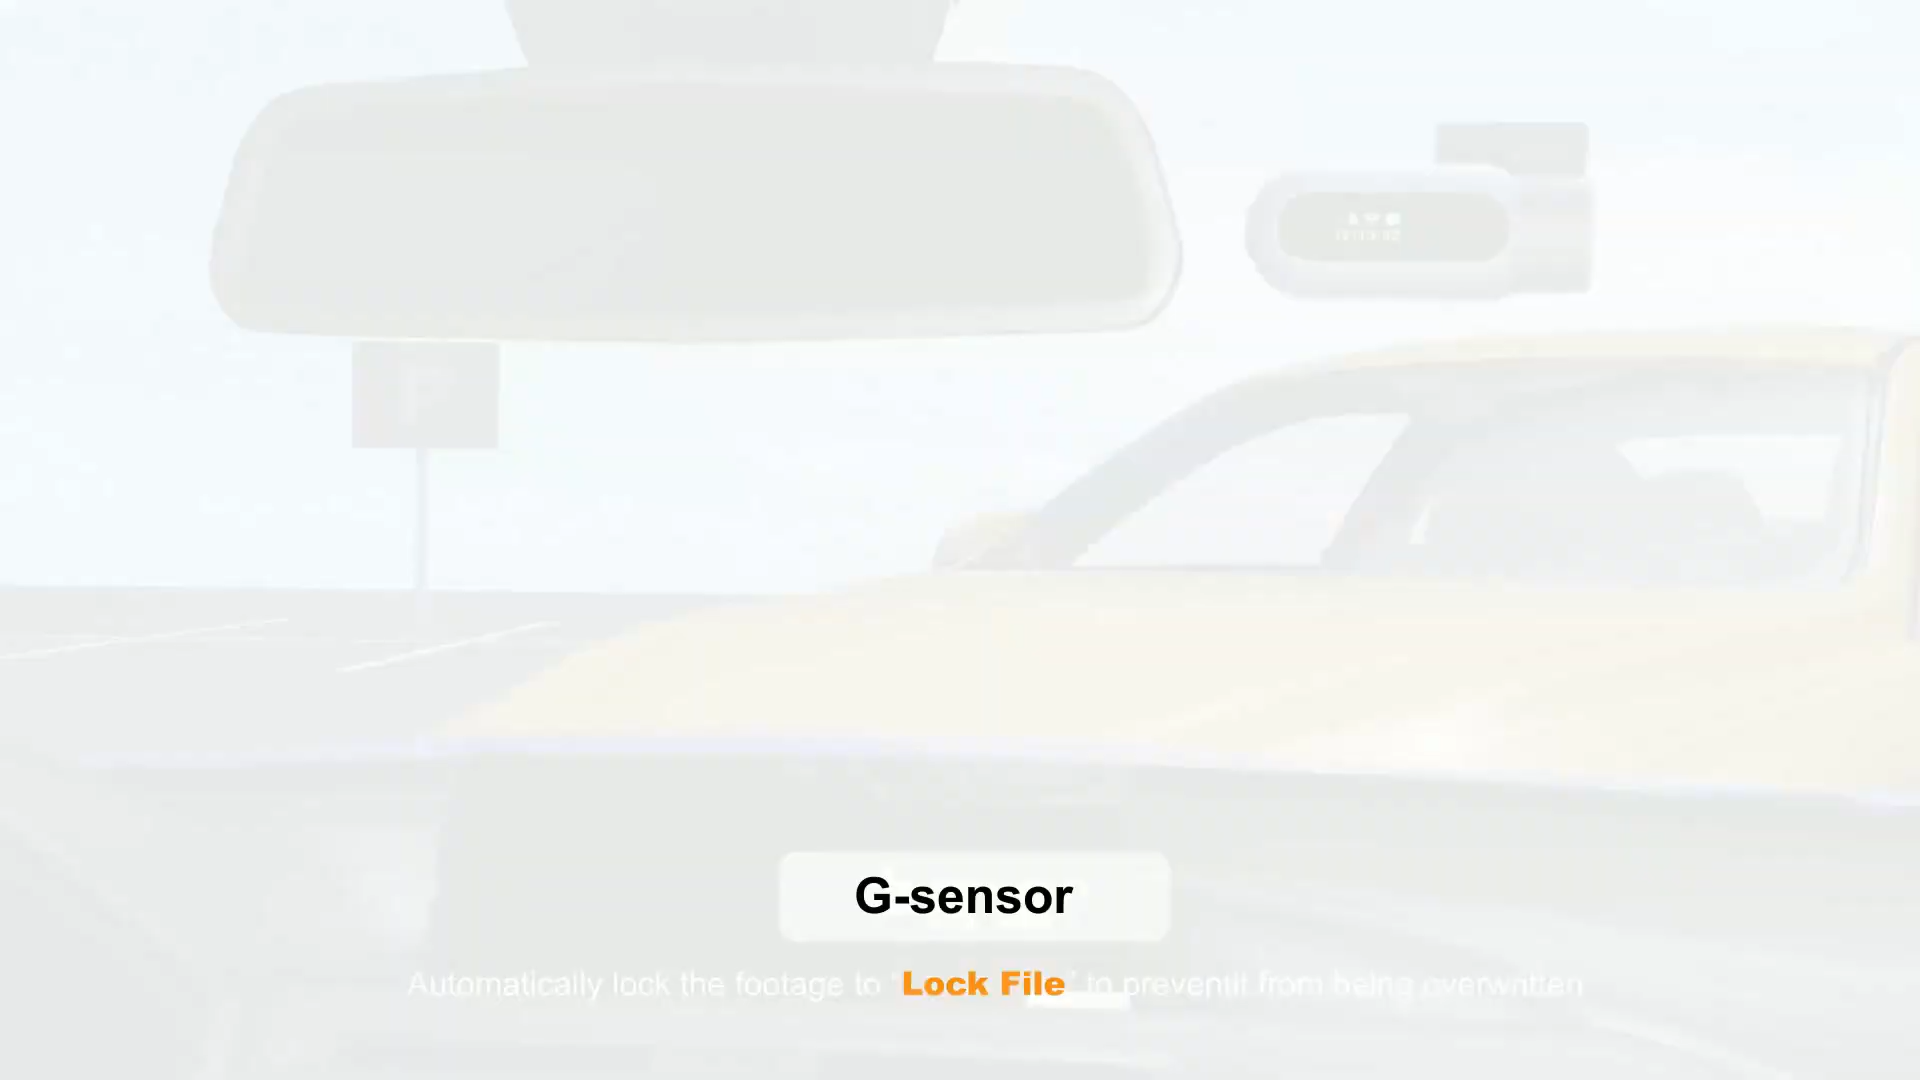 G-sensor
Automatically lock the footage to "Lock File" to preventit from being overwritten